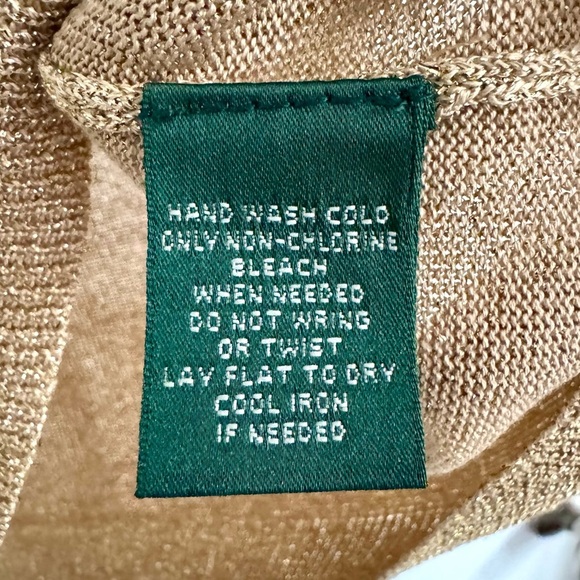 HAND WASH COLD
ONLY NON-CHLORINE
BLEACH
WHEN NEEDED
DO NOT WRING
OR TWIST
LAY FLAT TO DRY
COOL IRON
IF NEEDED